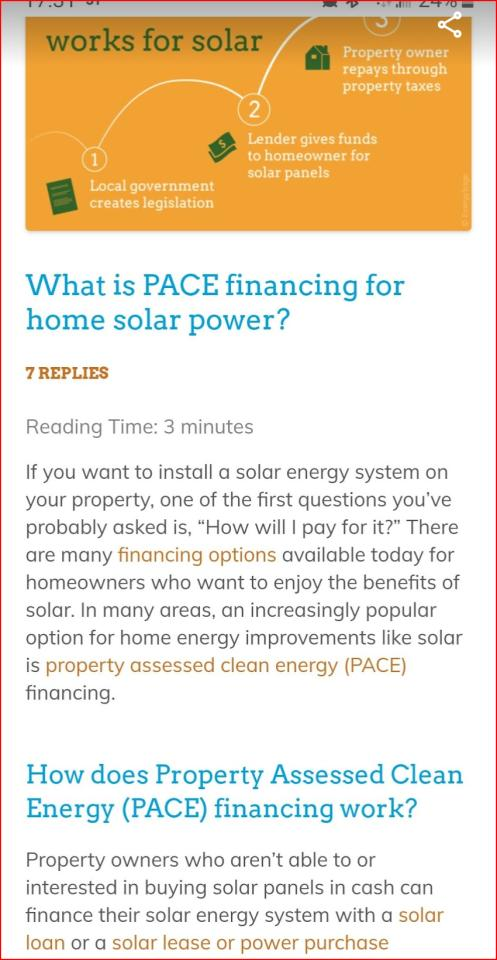 works for solar
3
Property owner
repays through
property taxes
2
Lender gives funds
to homeowner for
solar panels
1
Local government
creates legislation
What is PACE financing for
home solar power?
7 REPLIES
Reading Time: 3 minutes
If you want to install a solar energy system on
your property, one of the first questions you’ve
probably asked is, “How will I pay for it?” There
are many financing options available today for
homeowners who want to enjoy the benefits of
solar. In many areas, an increasingly popular
option for home energy improvements like solar
is property assessed clean energy (PACE)
financing.
How does Property Assessed Clean
Energy (PACE) financing work?
Property owners who aren’t able to or
interested in buying solar panels in cash can
finance their solar energy system with a solar
loan or a solar lease or power purchase